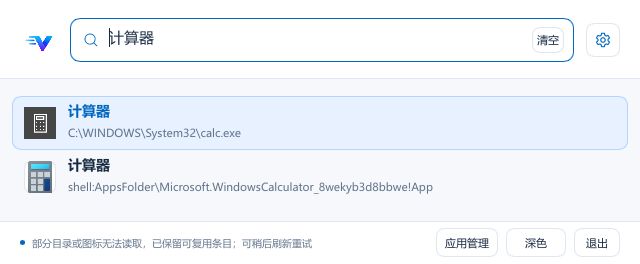 计算器
清空
计算器
C:\WINDOWS\System32\calc.exe
计算器
shell:AppsFolder\Microsoft.WindowsCalculator_8wekyb3d8bbwe!App
部分目录或图标无法读取，已保留可复用条目；可稍后刷新重试
应用管理
深色
退出